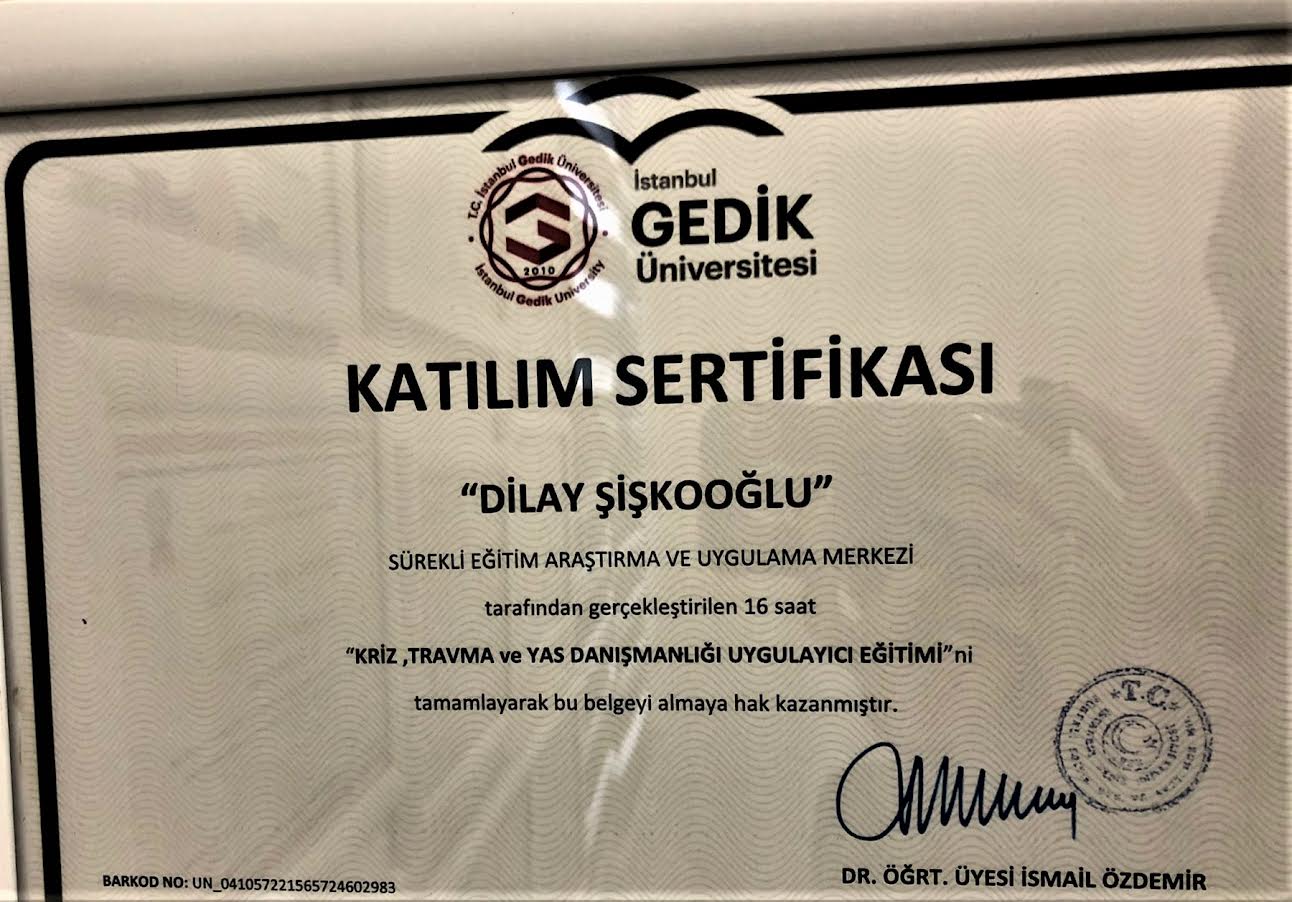 T.C. İstanbul Gedik Üniversitesi
2010
İstanbul Gedik University
İstanbul
GEDİK
Üniversitesi
KATILIM SERTİFİKASI
“DİLAY ŞİŞKOOĞLU”
SÜREKLİ EĞİTİM ARAŞTIRMA VE UYGULAMA MERKEZİ
tarafından gerçekleştirilen 16 saat
“KRİZ ,TRAVMA ve YAS DANIŞMANLIĞI UYGULAYICI EĞİTİMİ”ni
tamamlayarak bu belgeyi almaya hak kazanmıştır.
T.C.
DR. ÖĞRT. ÜYESİ İSMAİL ÖZDEMİR
BARKOD NO: UN_041057221565724602983